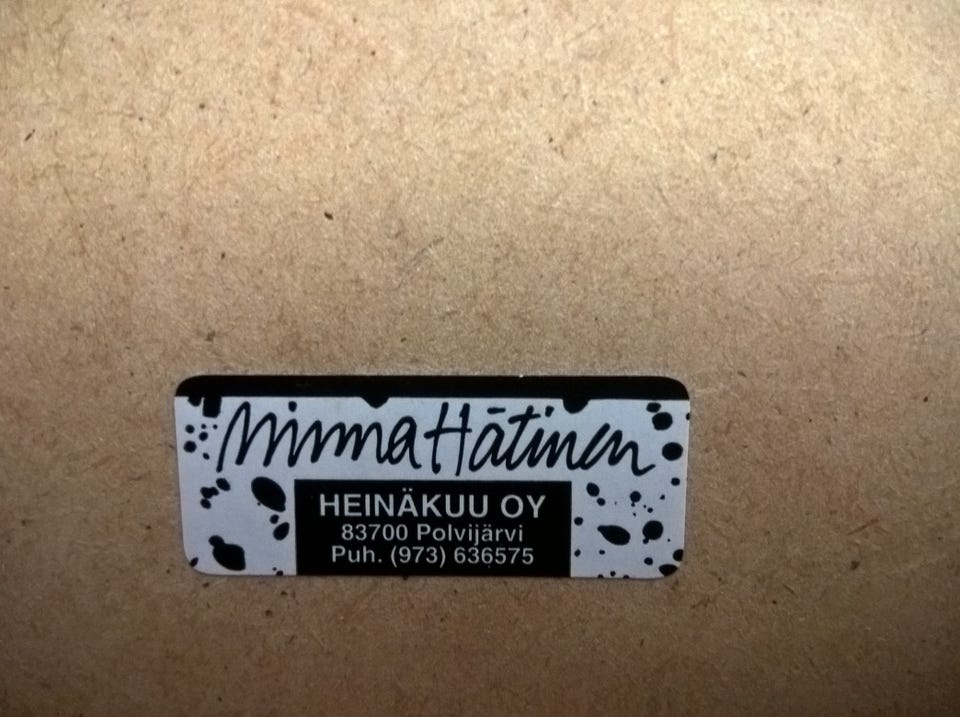 Minna Hätinen
HEINÄKUU OY
83700 Polvijärvi
Puh. (973) 636575